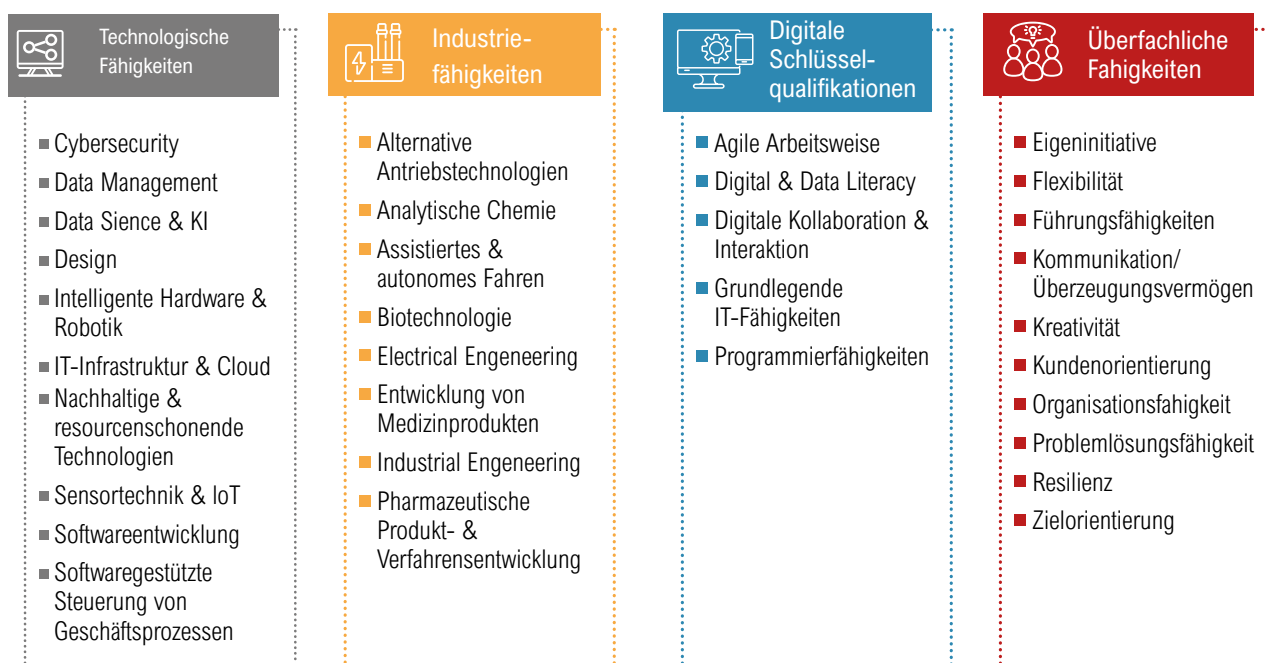 Technologische
Fähigkeiten
Cybersecurity
Data Management
Data Sience & KI
Design
Intelligente Hardware &
Robotik
IT-Infrastruktur & Cloud
Nachhaltige &
resourcenschonende
Technologien
Sensortechnik & IoT
Softwareentwicklung
Softwaregestützte
Steuerung von
Geschäftsprozessen
Industrie-
fähigkeiten
Alternative
Antriebstechnologien
Analytische Chemie
Assistiertes &
autonomes Fahren
Biotechnologie
Electrical Engeneering
Entwicklung von
Medizinprodukten
Industrial Engeneering
Pharmazeutische
Produkt- &
Verfahrensentwicklung
Digitale
Schlüssel-
qualifikationen
Agile Arbeitsweise
Digital & Data Literacy
Digitale Kollaboration &
Interaktion
Grundlegende
IT-Fähigkeiten
Programmierfähigkeiten
Überfachliche
Fahigkeiten
Eigeninitiative
Flexibilität
Führungsfähigkeiten
Kommunikation/
Überzeugungsvermögen
Kreativität
Kundenorientierung
Organisationsfahigkeit
Problemlösungsfähigkeit
Resilienz
Zielorientierung